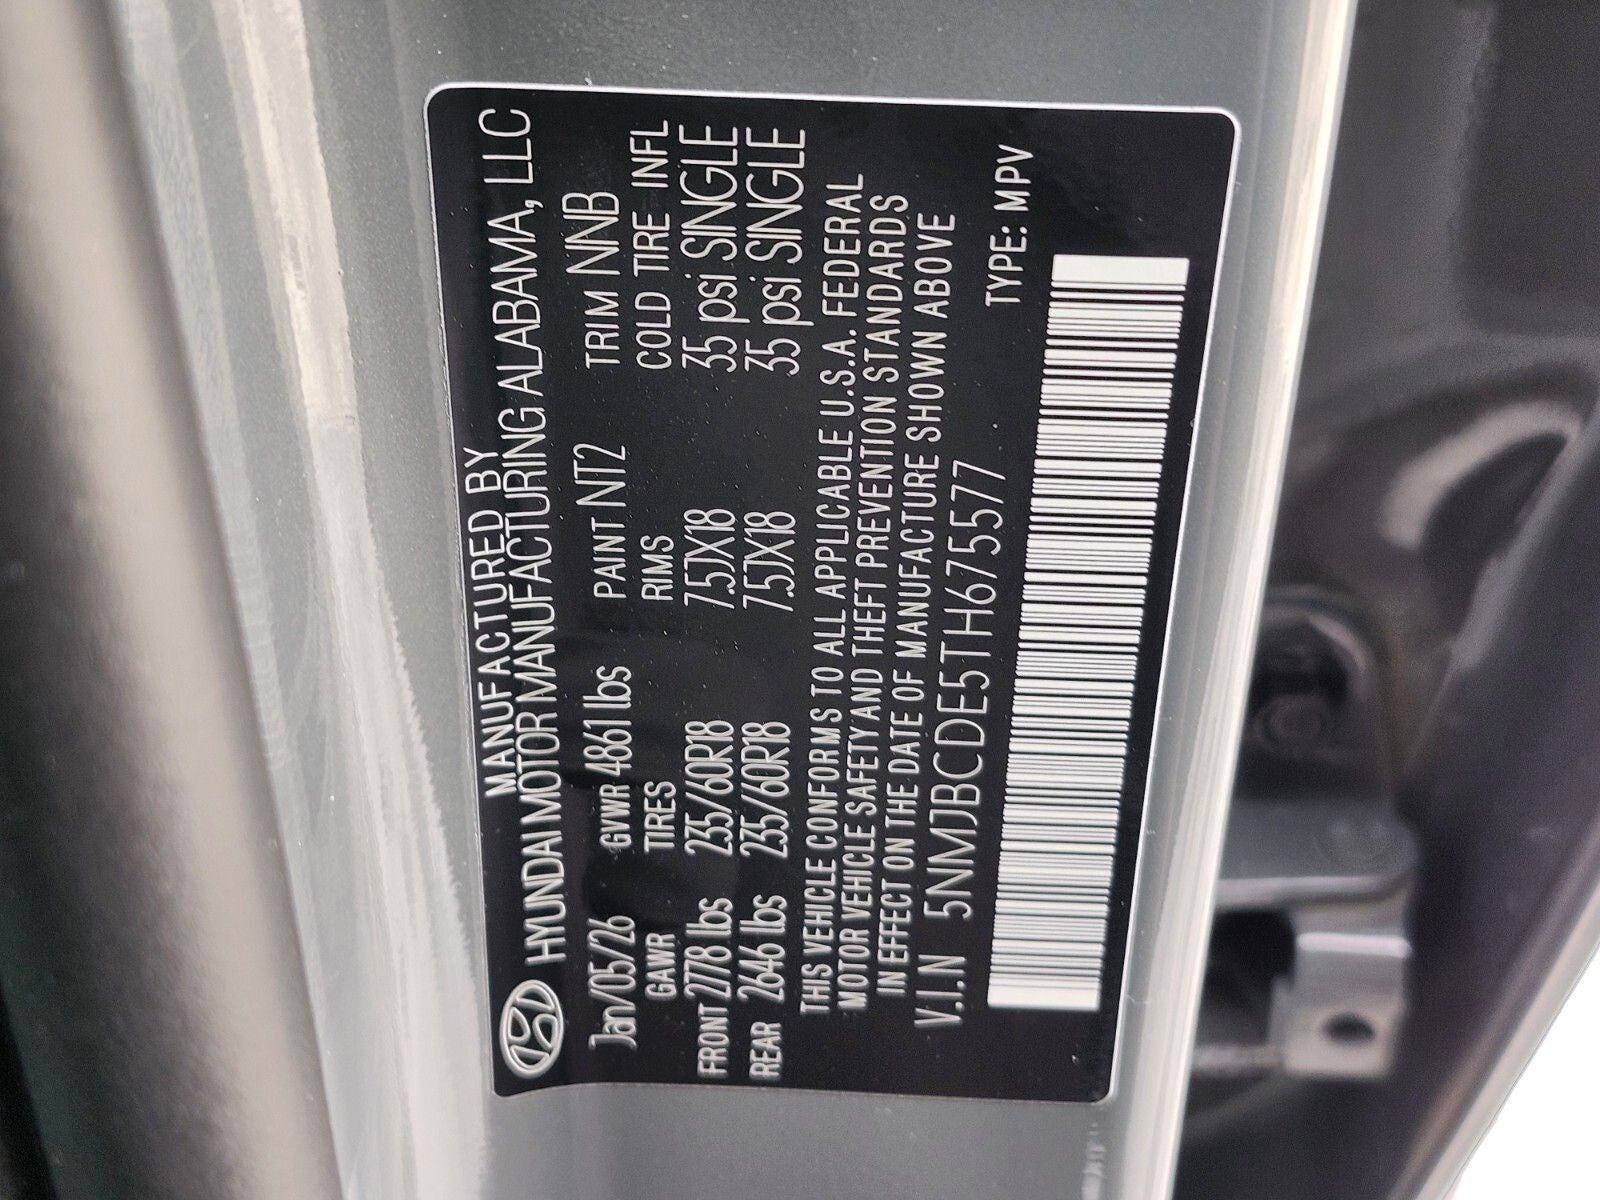 MANUFACTURED BY
HYUNDAI MOTOR MANUFACTURING ALABAMA, LLC
Jan/05/26 GVWR 4861 lbs PAINT NT2 TRIM NNB
GAWR TIRES RIMS COLD TIRE INFL
FRONT 2778 lbs 235/60R18 7.5JX18 35 psi SINGLE
REAR 2646 lbs 235/60R18 7.5JX18 35 psi SINGLE
THIS VEHICLE CONFORMS TO ALL APPLICABLE U.S.A. FEDERAL
MOTOR VEHICLE SAFETY AND THEFT PREVENTION STANDARDS
IN EFFECT ON THE DATE OF MANUFACTURE SHOWN ABOVE
V.I.N 5NMJBCDE5TH675577 TYPE: MPV